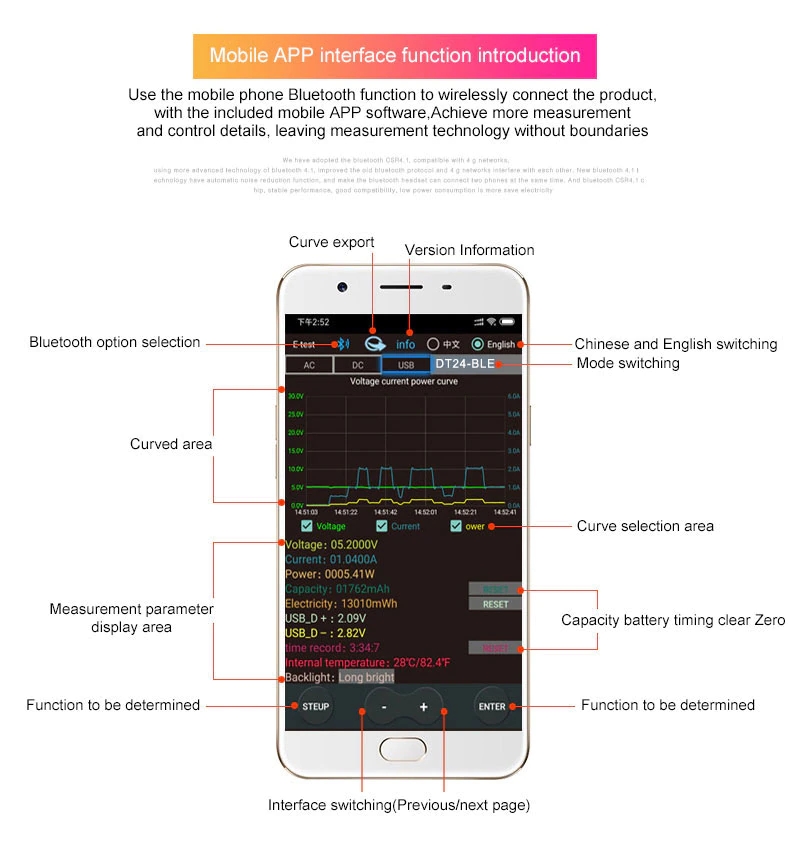 Mobile APP interface function introduction
Use the mobile phone Bluetooth function to wirelessly connect the product,
with the included mobile APP software,Achieve more measurement
and control details, leaving measurement technology without boundaries
We have adopted the bluetooth CSR4.1, compatible with 4 g networks,
using more advanced technology of bluetooth 4.1, improved the old bluetooth protocol and 4 g networks interfere with each other. New bluetooth 4.1 t
echnology have automatic noise reduction function, and make the bluetooth headset can connect two phones at the same time. And bluetooth CSR4.1 c
hip, stable performance, good compatibility, low power consumption is more save electricity
Curve export
Version Information
下午2:52
Bluetooth option selection
E-test
info
中文
English
Chinese and English switching
AC
DC
USB
DT24-BLE
Mode switching
Voltage current power curve
30.0V
6.0A
25.0V
5.0A
20.0V
4.0A
Curved area
15.0V
3.0A
10.0V
2.0A
5.0V
1.0A
0.0V
0.0A
14:51:03
14:51:22
14:51:42
14:52:01
14:52:21
14:52:41
Voltage
Current
ower
Curve selection area
Voltage: 05.2000V
Current: 01.0400A
Power: 0005.41W
Capacity: 01762mAh
RESET
Electricity: 13010mWh
RESET
Measurement parameter
display area
USB_D+: 2.09V
Capacity battery timing clear Zero
USB_D−: 2.82V
time record: 3:34:7
RESET
Internal temperature: 28℃/82.4℉
Backlight: Long bright
Function to be determined
STEUP
-
+
ENTER
Function to be determined
Interface switching(Previous/next page)